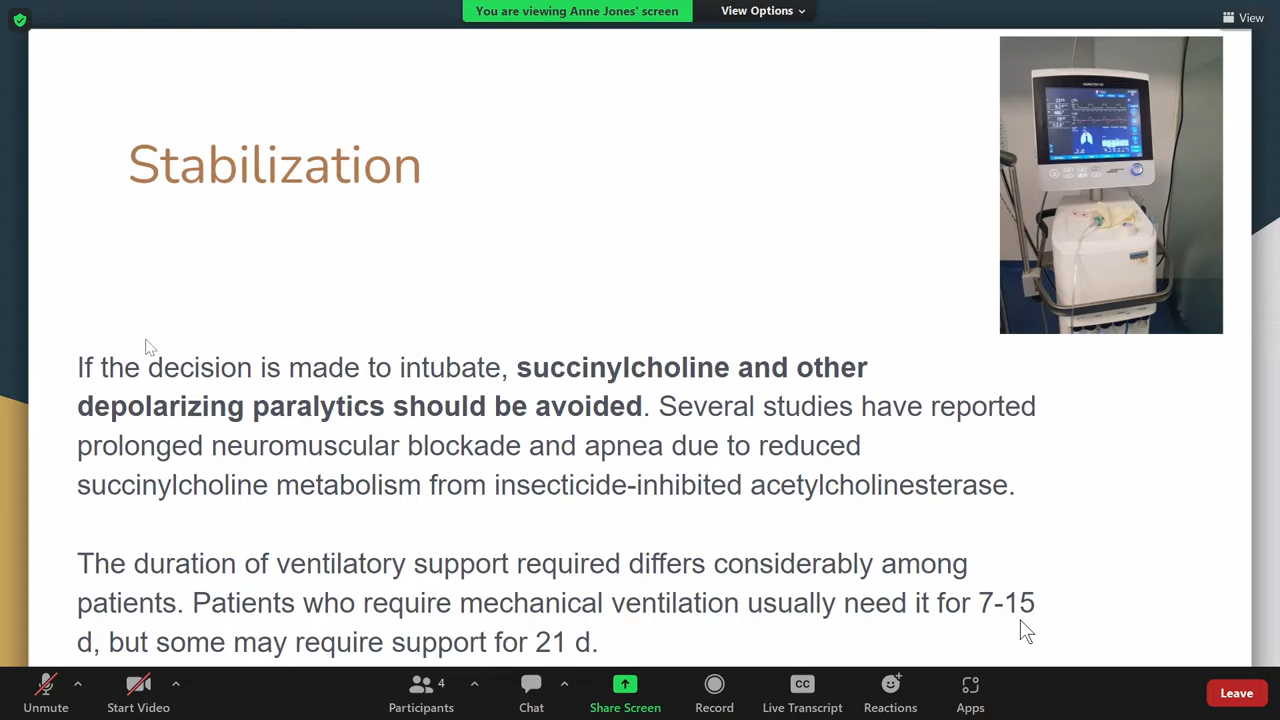 You are viewing Anne Jones' screen
View Options
View
Stabilization
If the decision is made to intubate, succinylcholine and other
depolarizing paralytics should be avoided. Several studies have reported
prolonged neuromuscular blockade and apnea due to reduced
succinylcholine metabolism from insecticide-inhibited acetylcholinesterase.
The duration of ventilatory support required differs considerably among
patients. Patients who require mechanical ventilation usually need it for 7-15
d, but some may require support for 21 d.
Unmute
Start Video
4
Participants
Chat
Share Screen
Record
CC
Live Transcript
Reactions
Apps
Leave